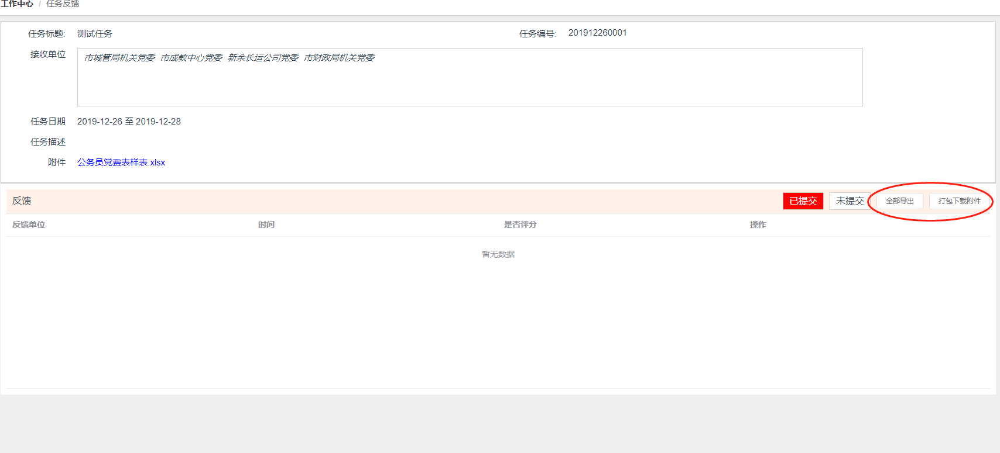 工作中心 / 任务反馈
任务标题: 测试任务 任务编号: 201912260001
接收单位 市城管局机关党委 市成教中心党委 新余长运公司党委 市财政局机关党委
任务日期 2019-12-26 至 2019-12-28
任务描述
附件 公务员党费表样表.xlsx
反馈 已提交 未提交 全部导出 打包下载附件
反馈单位 时间 是否评分 操作
暂无数据